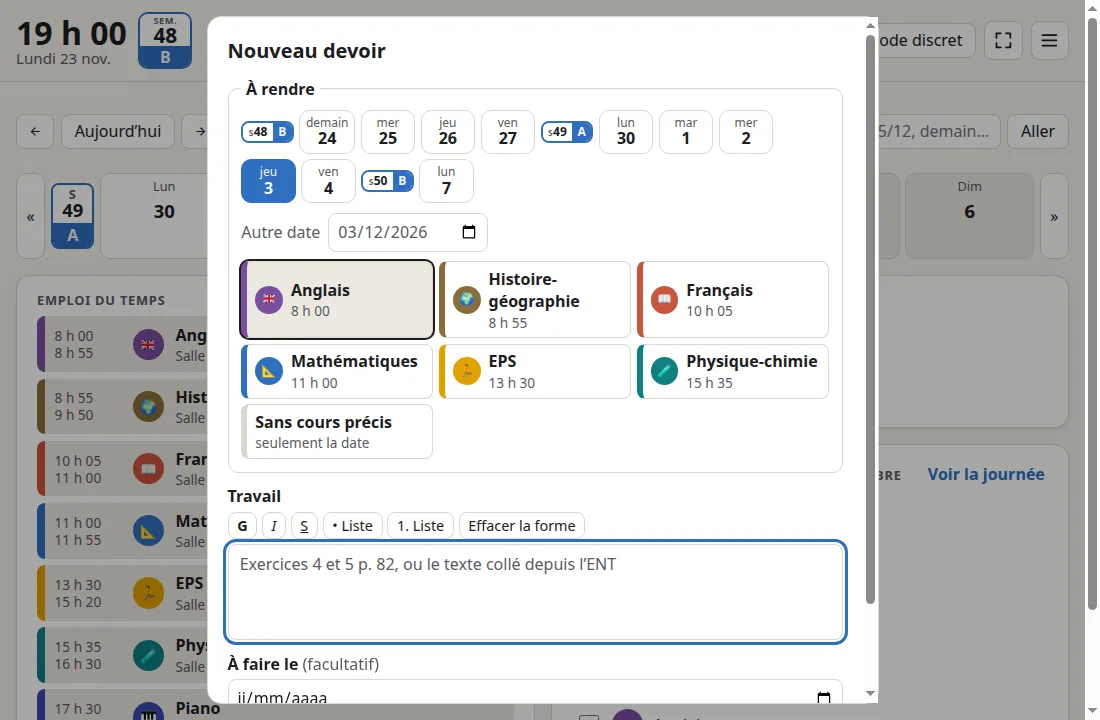 19 h 00
Lundi 23 nov.
SEM.
48
B
ode discret
Aujourd’hui
5/12, demain...
Aller
S
49
A
Lun
30
Dim
6
EMPLOI DU TEMPS
8 h 00
8 h 55
Ang
Salle
8 h 55
9 h 50
Hist
Salle
10 h 05
11 h 00
Fran
Salle
11 h 00
11 h 55
Mat
Salle
13 h 30
15 h 20
EPS
Salle
15 h 35
16 h 30
Phys
Salle
17 h 30
Piano
BRE
Voir la journée
Nouveau devoir
À rendre
s48 B
demain
24
mer
25
jeu
26
ven
27
s49 A
lun
30
mar
1
mer
2
jeu
3
ven
4
s50 B
lun
7
Autre date
03/12/2026
Anglais
8 h 00
Histoire-
géographie
8 h 55
Français
10 h 05
Mathématiques
11 h 00
EPS
13 h 30
Physique-chimie
15 h 35
Sans cours précis
seulement la date
Travail
G
I
S
• Liste
1. Liste
Effacer la forme
Exercices 4 et 5 p. 82, ou le texte collé depuis l’ENT
À faire le (facultatif)
jj/mm/aaaa